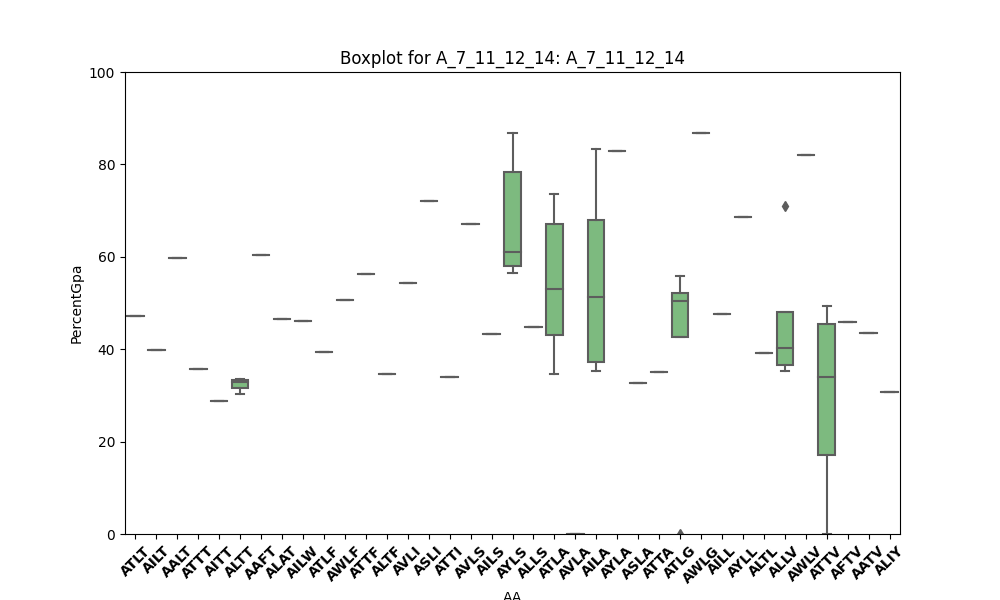 Boxplot for A_7_11_12_14: A_7_11_12_14
100
80
60
40
20
0
PercentGpa
ATLT AILT AALT ATTT AITT ALTT AAFT ALAT AILW ATLF AWLF ATTF ALTF AVLI ASLI ATTI AVLS AILS AYLS ALLS ATLA AVLA AILA AYLA ASLA ATTA ATLG AWLG AILL AYLL ALTL ALLV AWLV ATTV AFTV AATV ALIY
AA